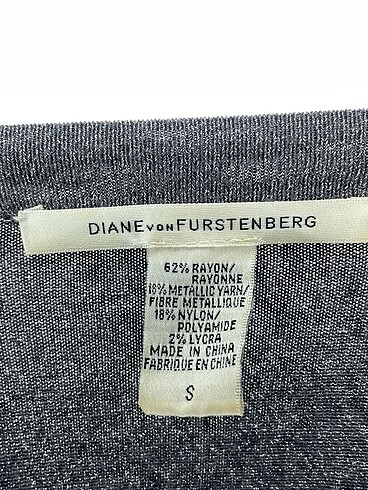 DIANE VON FURSTENBERG
62% RAYON/
RAYONNE
18% METALLIC YARN/
FIBRE METALLIQUE
18% NYLON/
POLYAMIDE
2% LYCRA
MADE IN CHINA
FABRIQUE EN CHINE
S